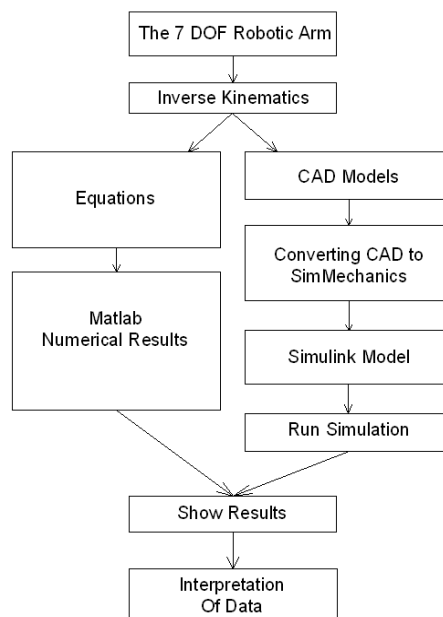 The 7 DOF Robotic Arm
Inverse Kinematics
Equations
Matlab
Numerical Results
CAD Models
Converting CAD to
SimMechanics
Simulink Model
Run Simulation
Show Results
Interpretation
Of Data